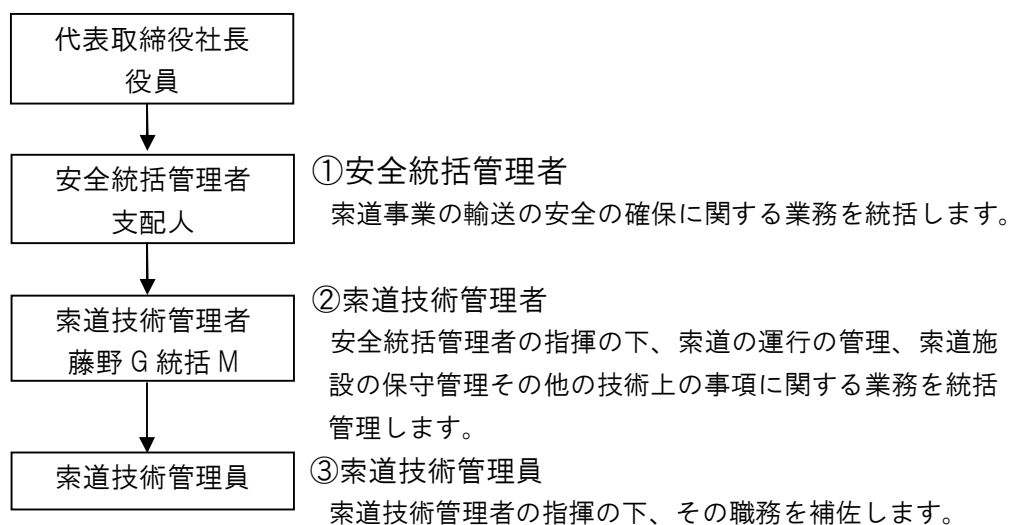 代表取締役社長
役員
安全統括管理者
支配人
①安全統括管理者
索道事業の輸送の安全の確保に関する業務を統括します。
索道技術管理者
藤野 G 統括 M
②索道技術管理者
安全統括管理者の指揮の下、索道の運行の管理、索道施
設の保守管理その他の技術上の事項に関する業務を統括
管理します。
索道技術管理員
③索道技術管理員
索道技術管理者の指揮の下、その職務を補佐します。